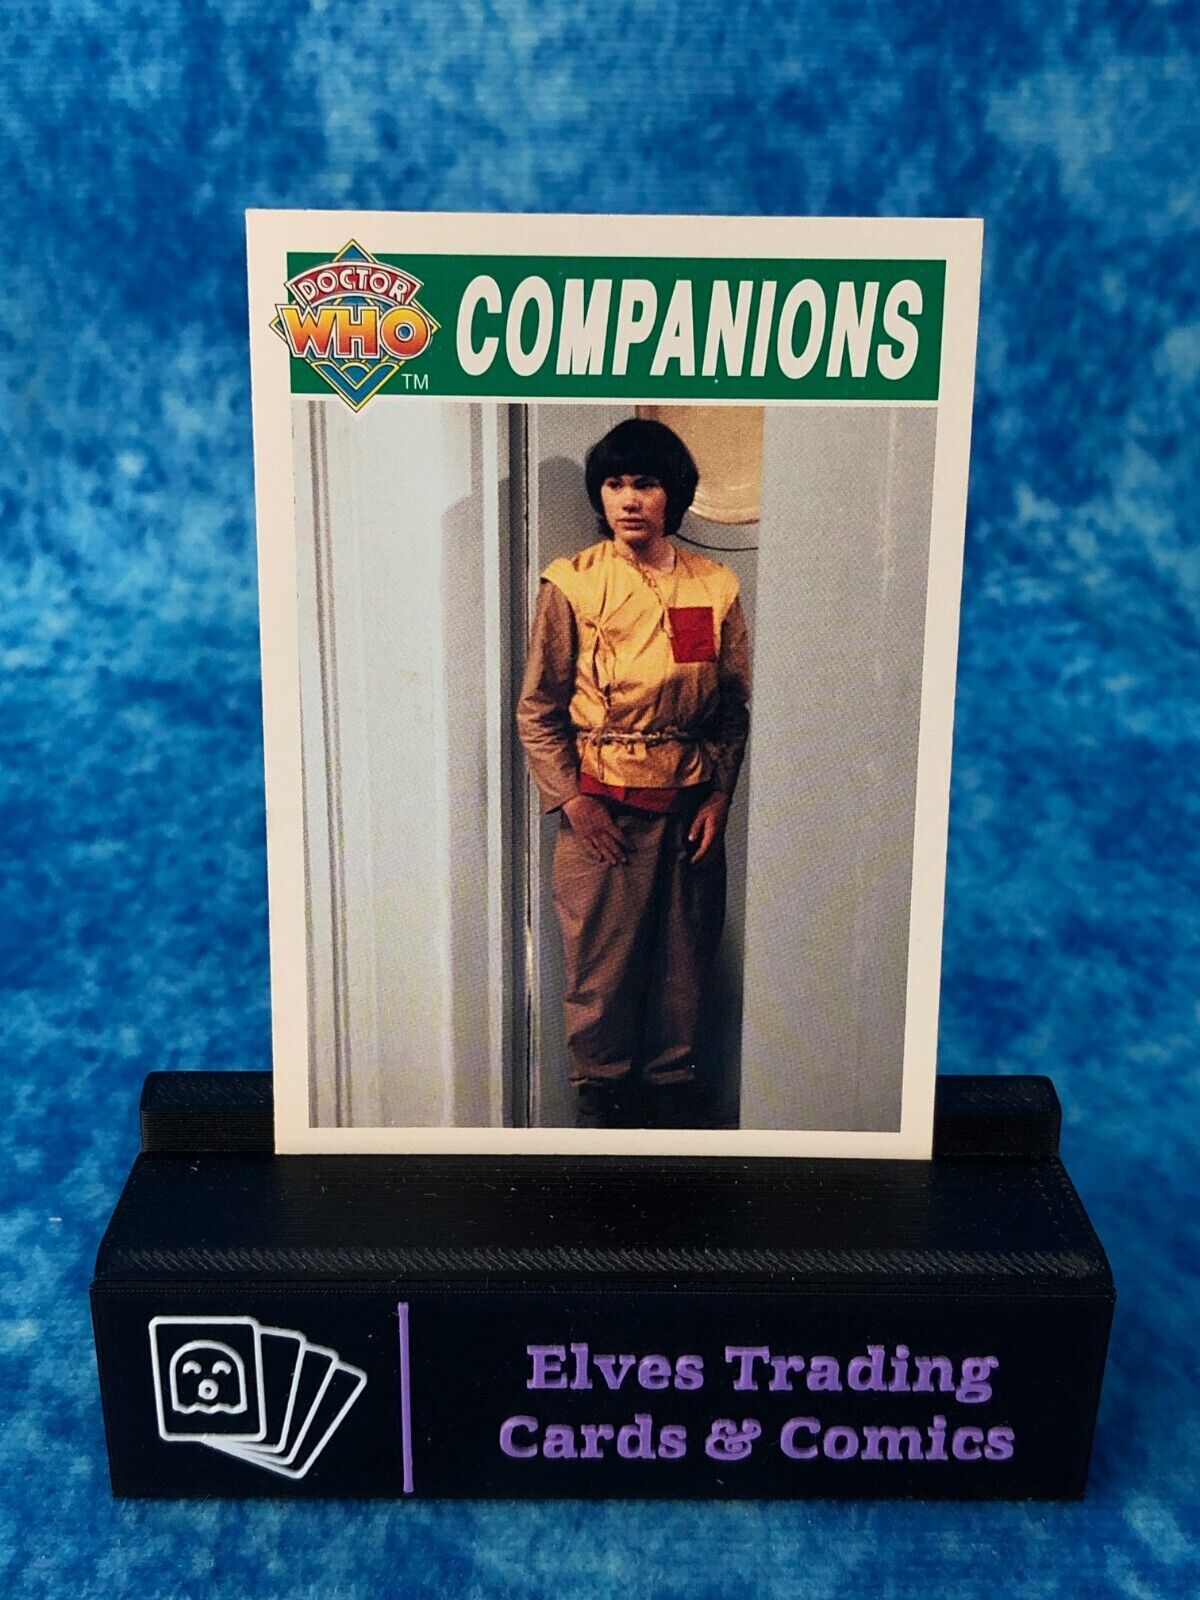 DOCTOR
WHO
TM
COMPANIONS
Elves Trading
Cards & Comics